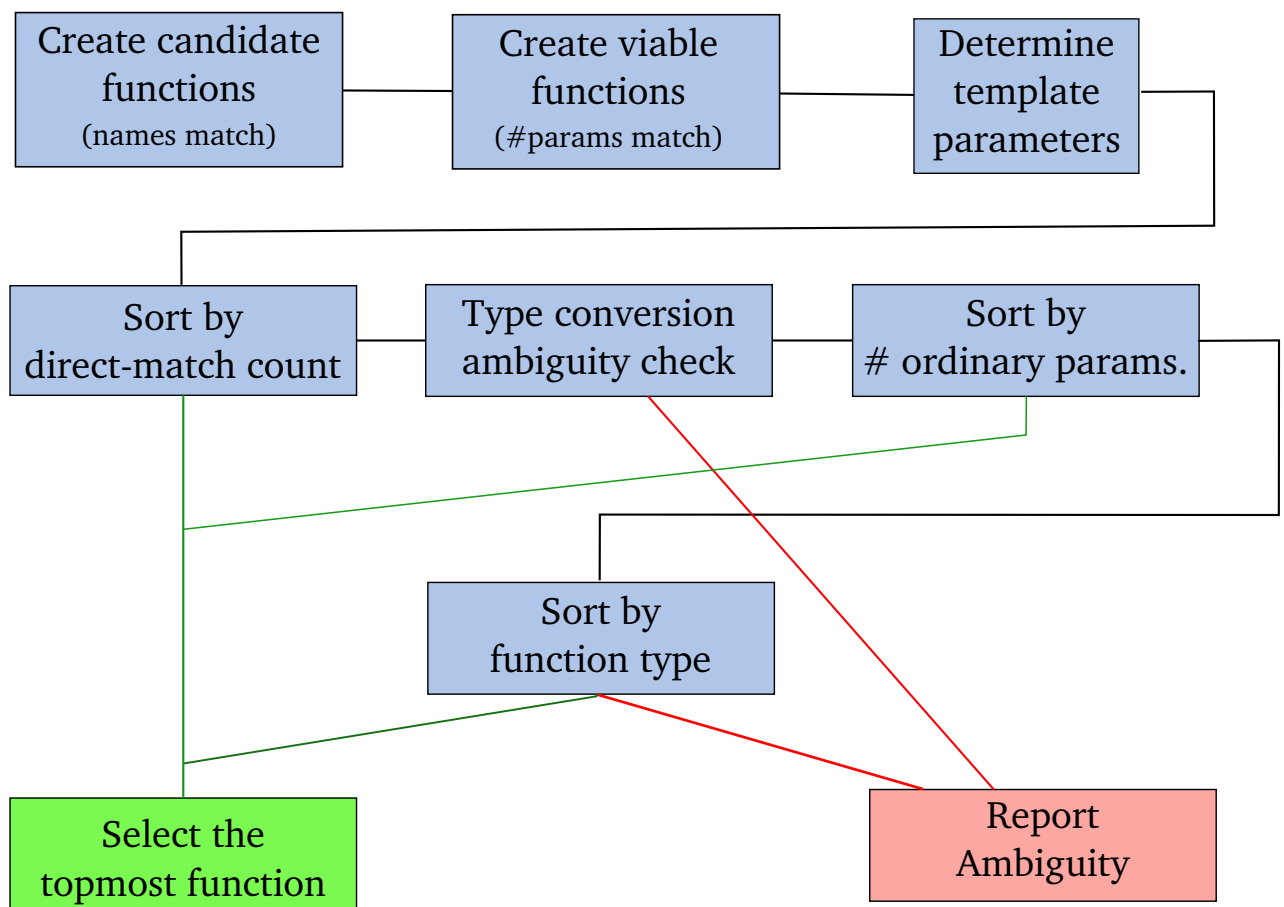 Create candidate
functions
(names match)
Create viable
functions
(#params match)
Determine
template
parameters
Sort by
direct-match count
Type conversion
ambiguity check
Sort by
# ordinary params.
Sort by
function type
Select the
topmost function
Report
Ambiguity